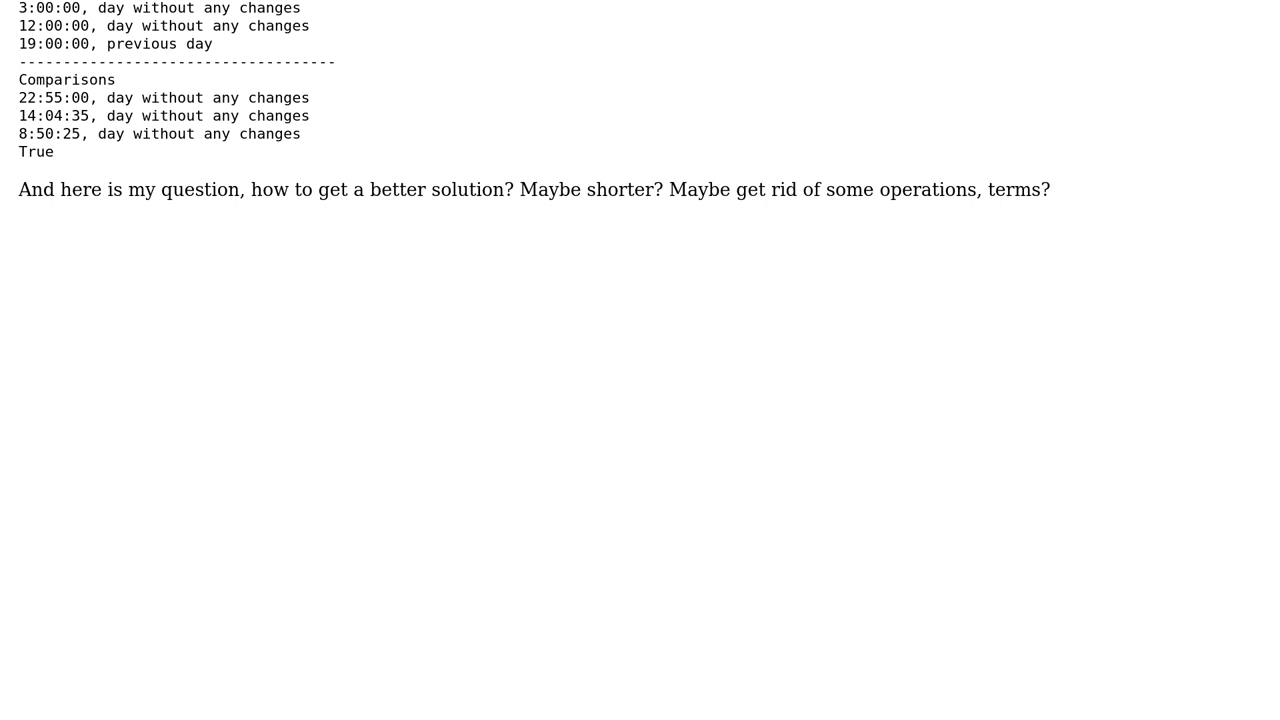 3:00:00, day without any changes
12:00:00, day without any changes
19:00:00, previous day
------------------------------------
Comparisons
22:55:00, day without any changes
14:04:35, day without any changes
8:50:25, day without any changes
True
And here is my question, how to get a better solution? Maybe shorter? Maybe get rid of some operations, terms?